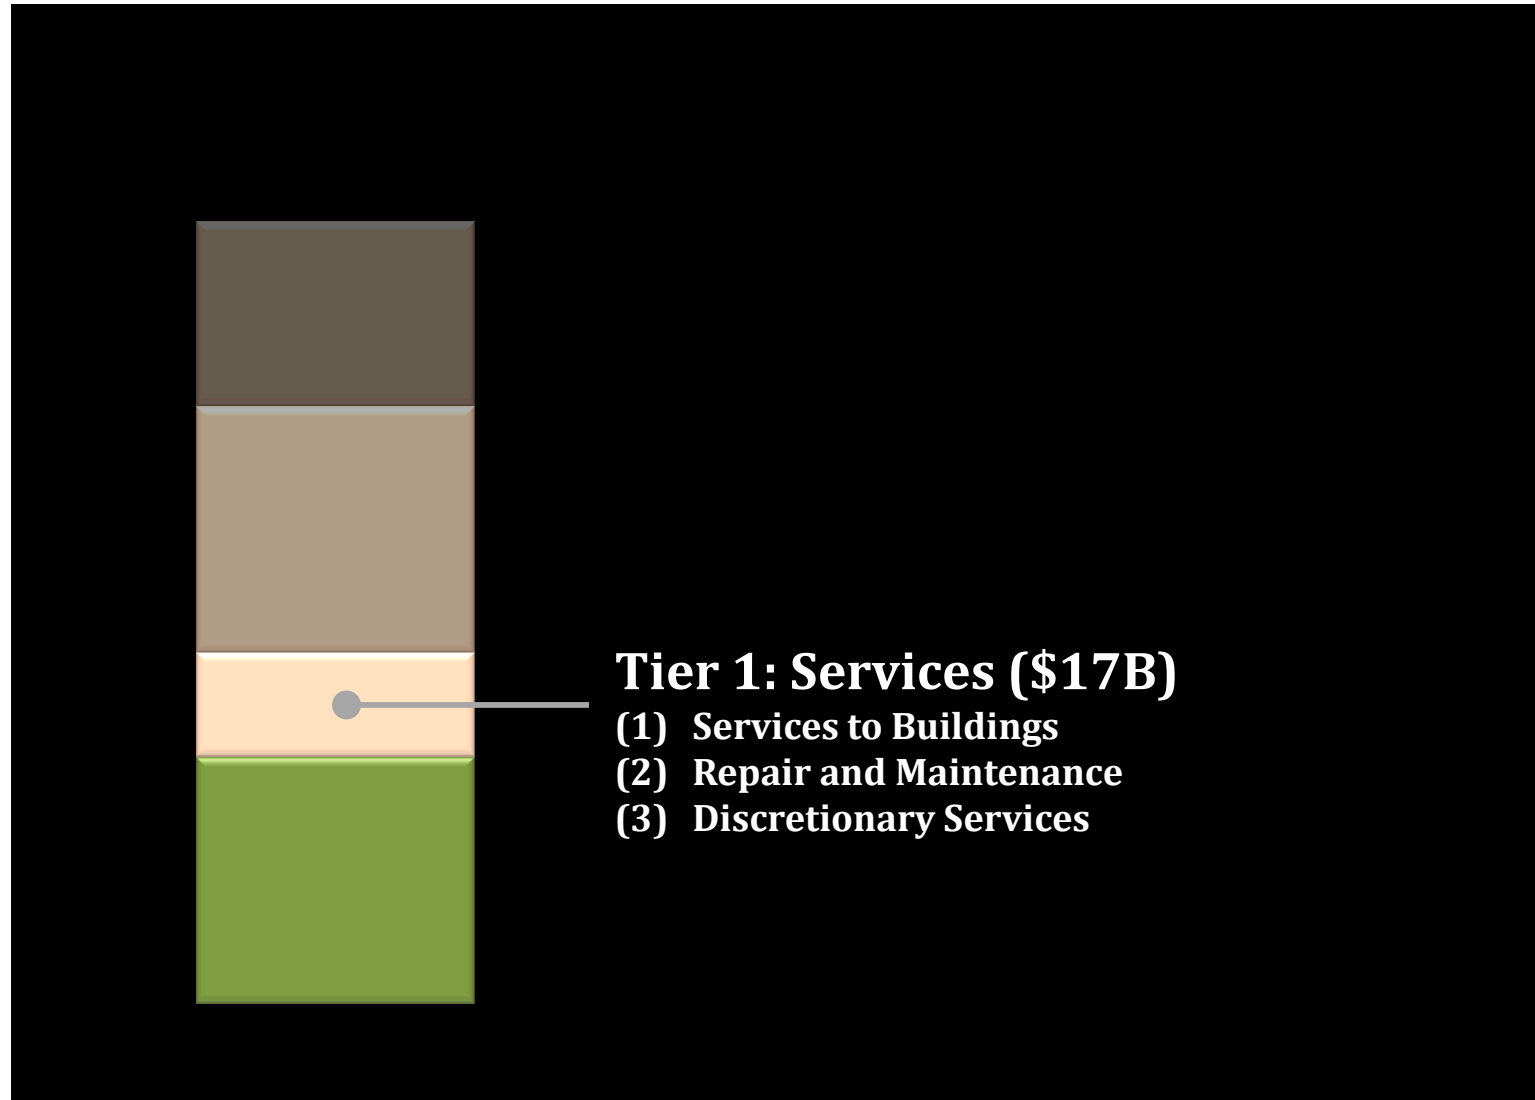 Tier 1: Services ($17B)
(1) Services to Buildings
(2) Repair and Maintenance
(3) Discretionary Services